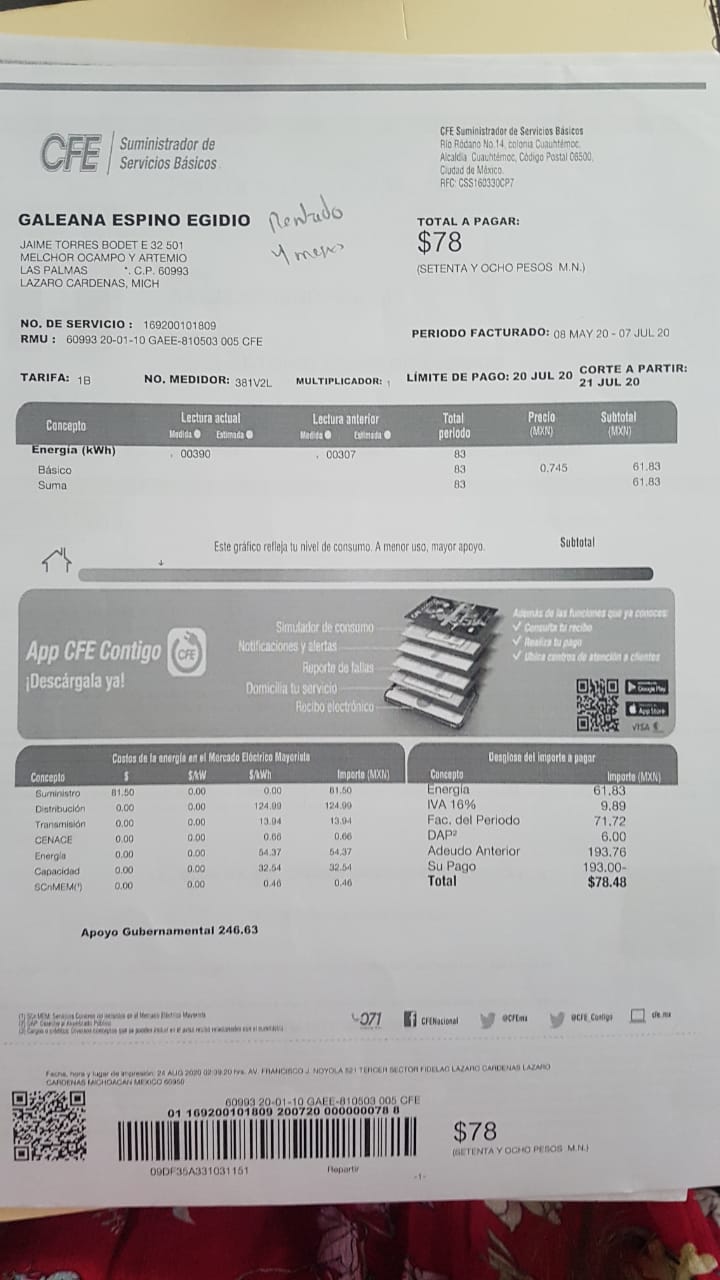 CFE
Suministrador de
Servicios Básicos
CFE Suministrador de Servicios Básicos
Río Ródano No.14, colonia Cuauhtémoc,
Alcaldía Cuauhtémoc, Código Postal 06500,
Ciudad de México.
RFC: CSS160330CP7
GALEANA ESPINO EGIDIO
Rentado
4 meses
JAIME TORRES BODET E 32 501
MELCHOR OCAMPO Y ARTEMIO
LAS PALMAS *. C.P. 60993
LAZARO CARDENAS, MICH
TOTAL A PAGAR:
$78
(SETENTA Y OCHO PESOS M.N.)
NO. DE SERVICIO : 169200101809
RMU : 60993 20-01-10 GAEE-810503 005 CFE
PERIODO FACTURADO: 08 MAY 20 - 07 JUL 20
TARIFA: 1B NO. MEDIDOR: 381V2L MULTIPLICADOR: 1 LÍMITE DE PAGO: 20 JUL 20 CORTE A PARTIR:
21 JUL 20
Concepto Lectura actual Lectura anterior Total periodo Precio (MXN) Subtotal (MXN)
Medida Estimada Medida Estimada
Energía (kWh) 00390 00307 83
Básico 83 0.745 61.83
Suma 83 61.83
Este gráfico refleja tu nivel de consumo. A menor uso, mayor apoyo.
Subtotal
App CFE Contigo
¡Descárgala ya!
CFE
Simulador de consumo
Notificaciones y alertas
Reporte de fallas
Domicilia tu servicio
Recibo electrónico
Además de las funciones que ya conoces:
✓ Consulta tu recibo
✓ Realiza tu pago
✓ Ubica centros de atención a clientes
Google Play
App Store
VISA
Costos de la energía en el Mercado Eléctrico Mayorista
Concepto $ $/kW $/kWh Importe (MXN)
Suministro 81.50 0.00 0.00 81.50
Distribución 0.00 0.00 124.99 124.99
Transmisión 0.00 0.00 13.94 13.94
CENACE 0.00 0.00 0.66 0.66
Energía 0.00 0.00 54.37 54.37
Capacidad 0.00 0.00 32.54 32.54
SCnMEM(¹) 0.00 0.00 0.46 0.46
Desglose del importe a pagar
Concepto Importe (MXN)
Energía 61.83
IVA 16% 9.89
Fac. del Periodo 71.72
DAP² 6.00
Adeudo Anterior 193.76
Su Pago 193.00-
Total $78.48
Apoyo Gubernamental 246.63
071
CFENacional
@CFEmx
@CFE_Contigo
cfe.mx
Fecha, hora y lugar de impresión: 24 AUG 2020 02:39:20 hrs. AV. FRANCISCO J. NOYOLA 521 TERCER SECTOR FIDELAC LAZARO CARDENAS LAZARO
CARDENAS MICHOACAN MEXICO 60950
60993 20-01-10 GAEE-810503 005 CFE
01 169200101809 200720 000000078 8
09DF35A331031151
Repartir
-1-
$78
(SETENTA Y OCHO PESOS M.N.)